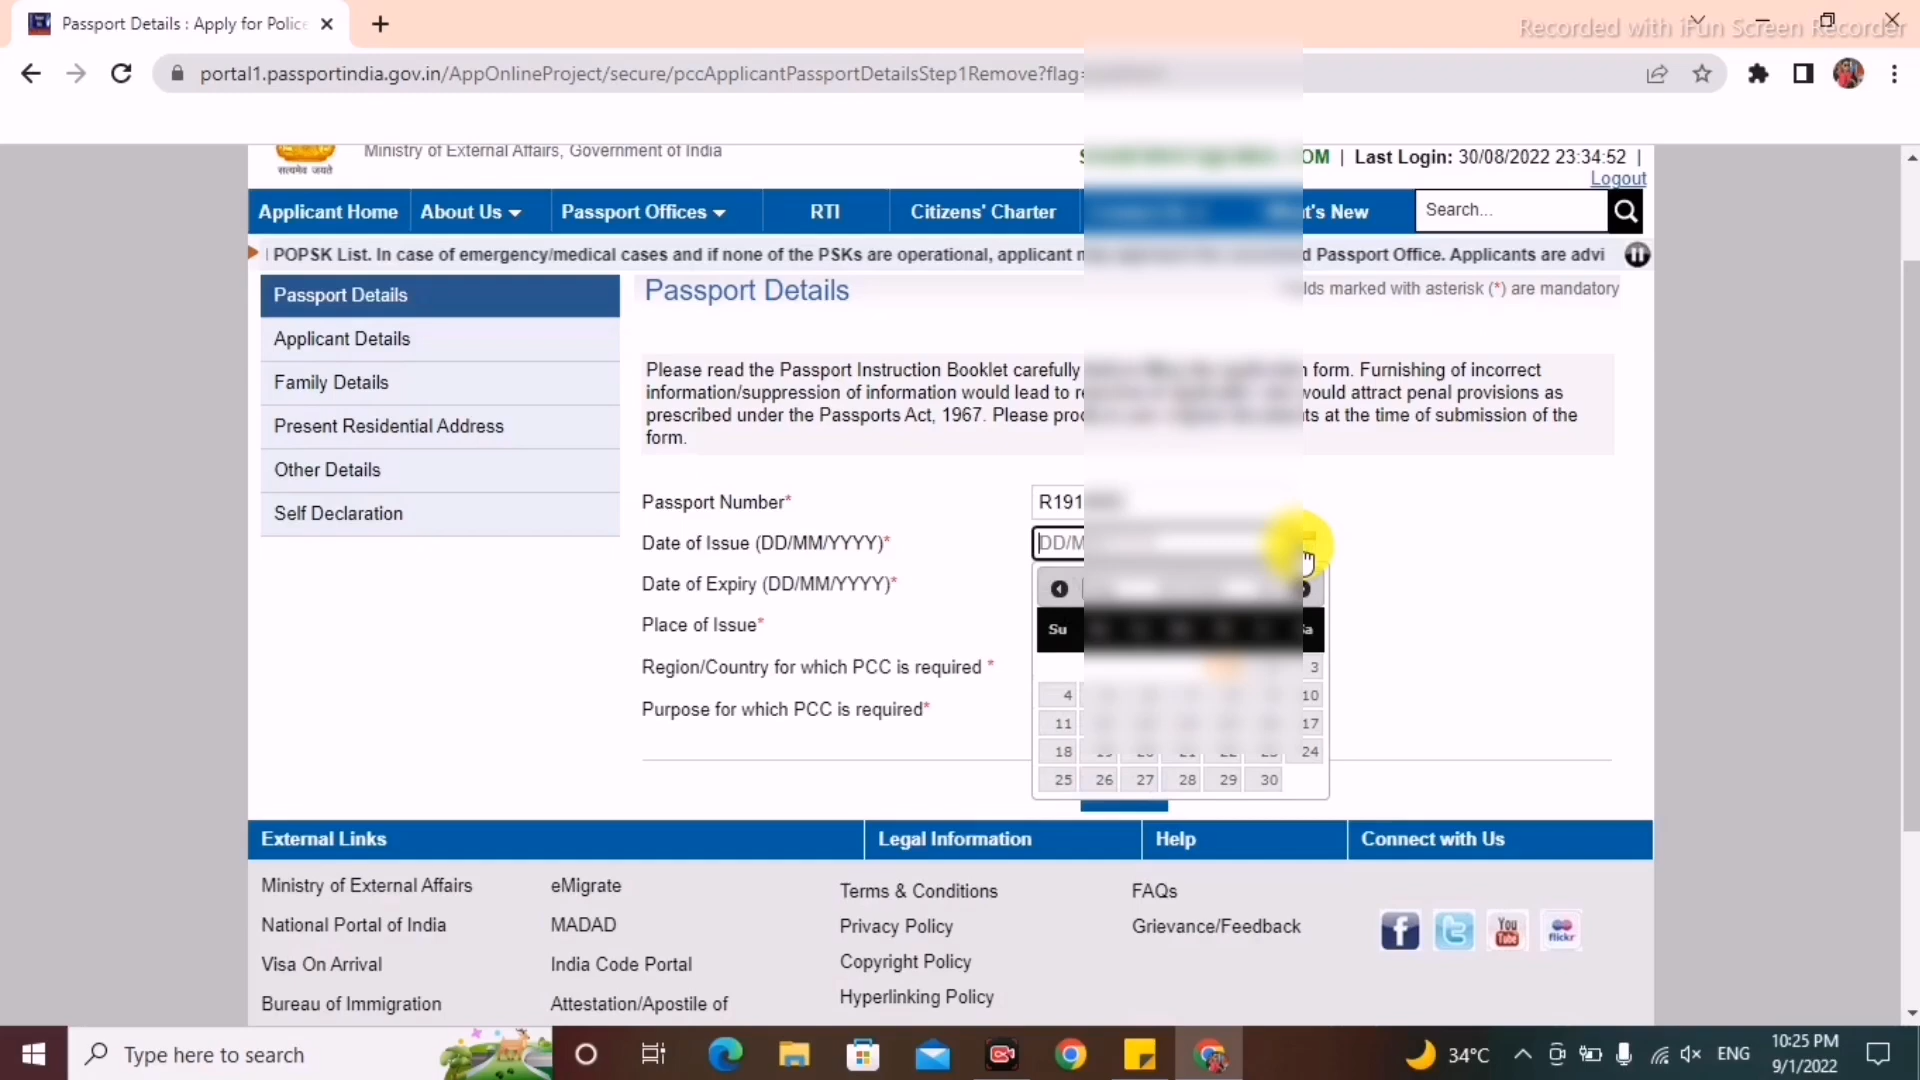 Passport Details : Apply for Police
Recorded with iFun Screen Recorder
portal1.passportindia.gov.in/AppOnlineProject/secure/pccApplicantPassportDetailsStep1Remove?flag=
सत्यमेव जयते
Ministry of External Affairs, Government of India
OM | Last Login: 30/08/2022 23:34:52 |
Logout
Applicant Home About Us Passport Offices RTI Citizens' Charter What's New Search...
POPSK List. In case of emergency/medical cases and if none of the PSKs are operational, applicant Passport Office. Applicants are advi
Passport Details
Applicant Details
Family Details
Present Residential Address
Other Details
Self Declaration
Passport Details
marked with asterisk (*) are mandatory
Please read the Passport Instruction Booklet carefully form. Furnishing of incorrect
information/suppression of information would lead to would attract penal provisions as
prescribed under the Passports Act, 1967. Please at the time of submission of the
form.
Passport Number* R191
Date of Issue (DD/MM/YYYY)* DD/M
Date of Expiry (DD/MM/YYYY)*
Place of Issue*
Region/Country for which PCC is required *
Purpose for which PCC is required*
Su
3
4 10
11 17
18 24
25 26 27 28 29 30
External Links
Ministry of External Affairs eMigrate
National Portal of India MADAD
Visa On Arrival India Code Portal
Bureau of Immigration Attestation/Apostile of
Legal Information
Terms & Conditions
Privacy Policy
Copyright Policy
Hyperlinking Policy
Help
FAQs
Grievance/Feedback
Connect with Us
You
Tube
flickr
Type here to search
34°C
ENG
10:25 PM
9/1/2022